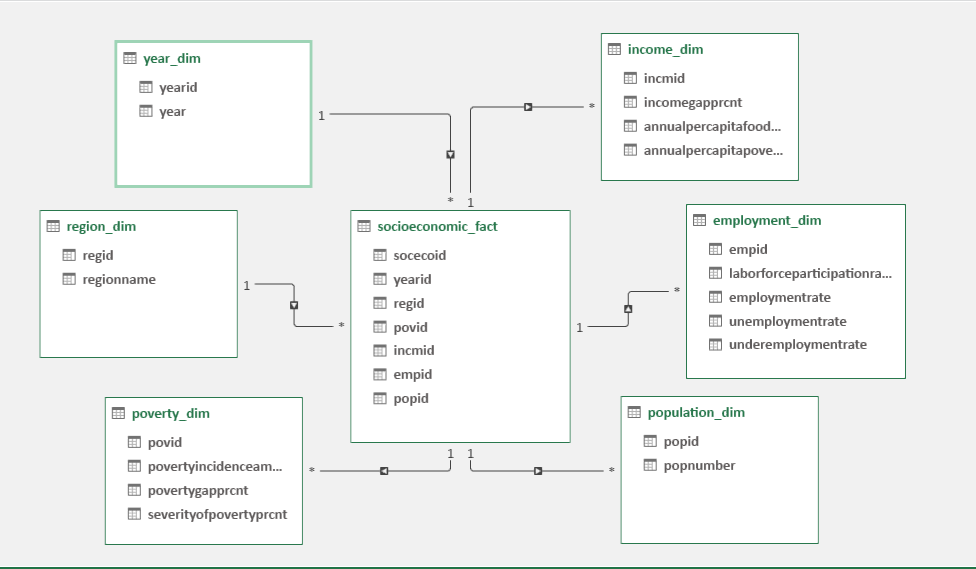 year_dim
yearid
year
income_dim
incmid
incomegapprcnt
annualpercapitafood...
annualpercapitapove...
1
*
*
1
region_dim
regid
regionname
1
*
socioeconomic_fact
socecoid
yearid
regid
povid
incmid
empid
popid
employment_dim
empid
laborforceparticipationra...
employmentrate
unemploymentrate
underemploymentrate
1
*
poverty_dim
povid
povertyincidenceam...
povertygapprcnt
severityofpovertyprcnt
1
*
1
*
population_dim
popid
popnumber